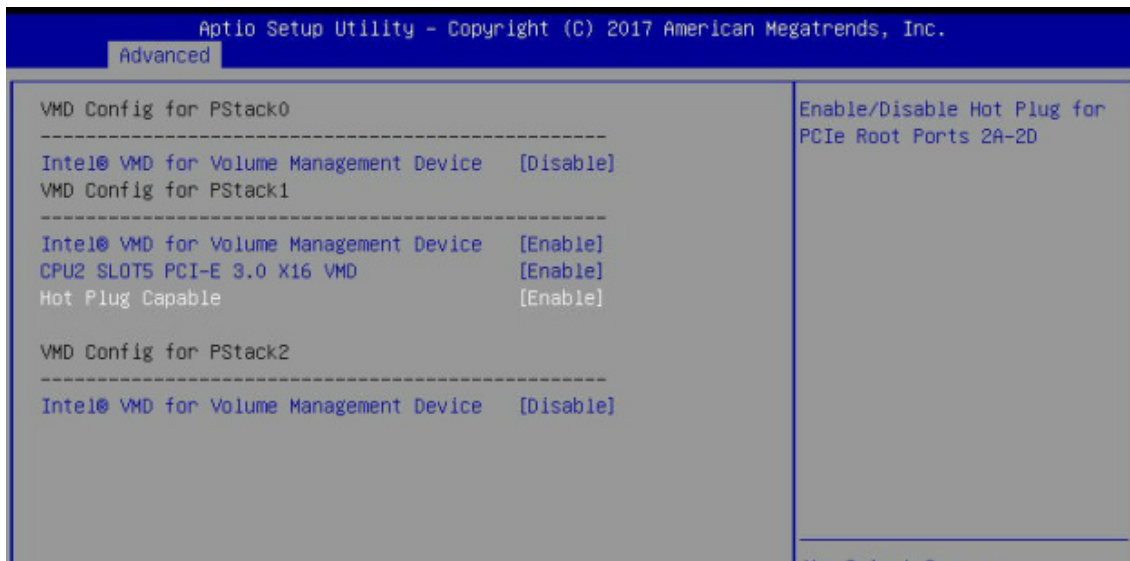 Aptio Setup Utility – Copyright (C) 2017 American Megatrends, Inc.
Advanced
VMD Config for PStack0
--------------------------------------------------
Intel® VMD for Volume Management Device [Disable]
VMD Config for PStack1
--------------------------------------------------
Intel® VMD for Volume Management Device [Enable]
CPU2 SLOT5 PCI-E 3.0 X16 VMD [Enable]
Hot Plug Capable [Enable]
VMD Config for PStack2
--------------------------------------------------
Intel® VMD for Volume Management Device [Disable]
Enable/Disable Hot Plug for
PCIe Root Ports 2A-2D